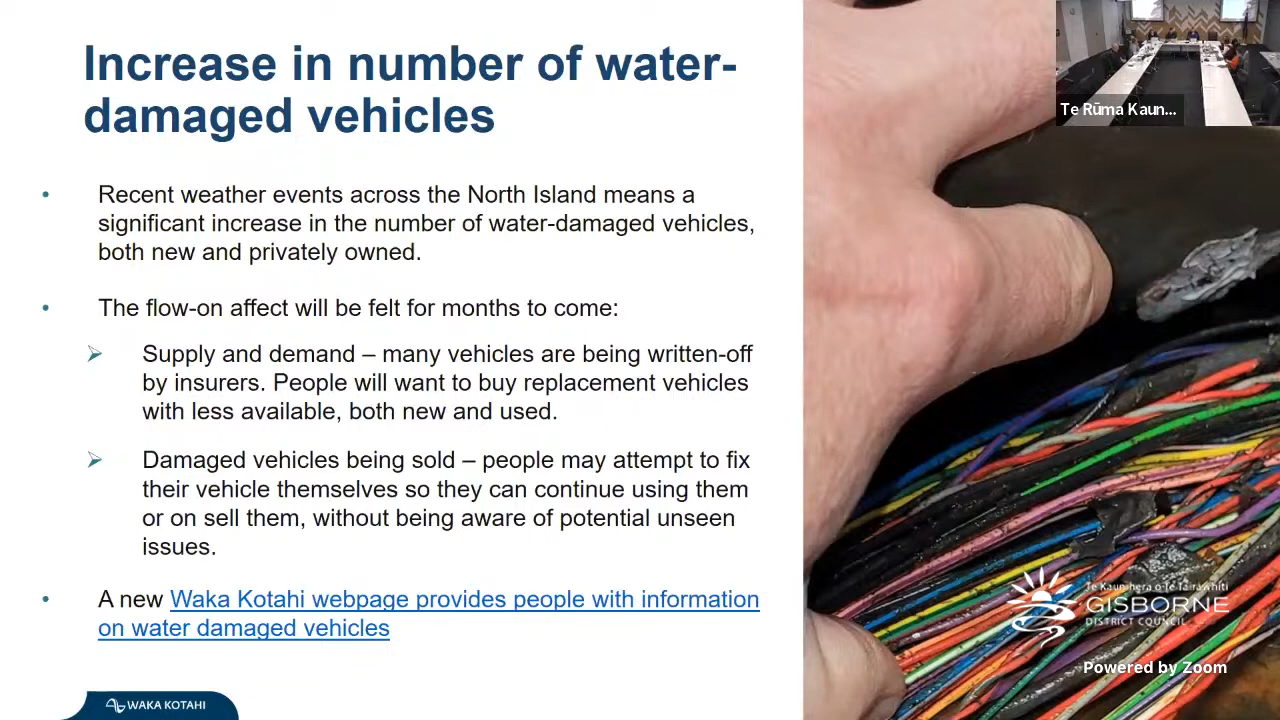 Increase in number of water-
damaged vehicles
• Recent weather events across the North Island means a
significant increase in the number of water-damaged vehicles,
both new and privately owned.
• The flow-on affect will be felt for months to come:
➢ Supply and demand – many vehicles are being written-off
by insurers. People will want to buy replacement vehicles
with less available, both new and used.
➢ Damaged vehicles being sold – people may attempt to fix
their vehicle themselves so they can continue using them
or on sell them, without being aware of potential unseen
issues.
• A new Waka Kotahi webpage provides people with information
on water damaged vehicles
WAKA KOTAHI
Te Rūma Kaun...
Te Kaunihera o Te Tairāwhiti
GISBORNE
DISTRICT COUNCIL
Powered by Zoom